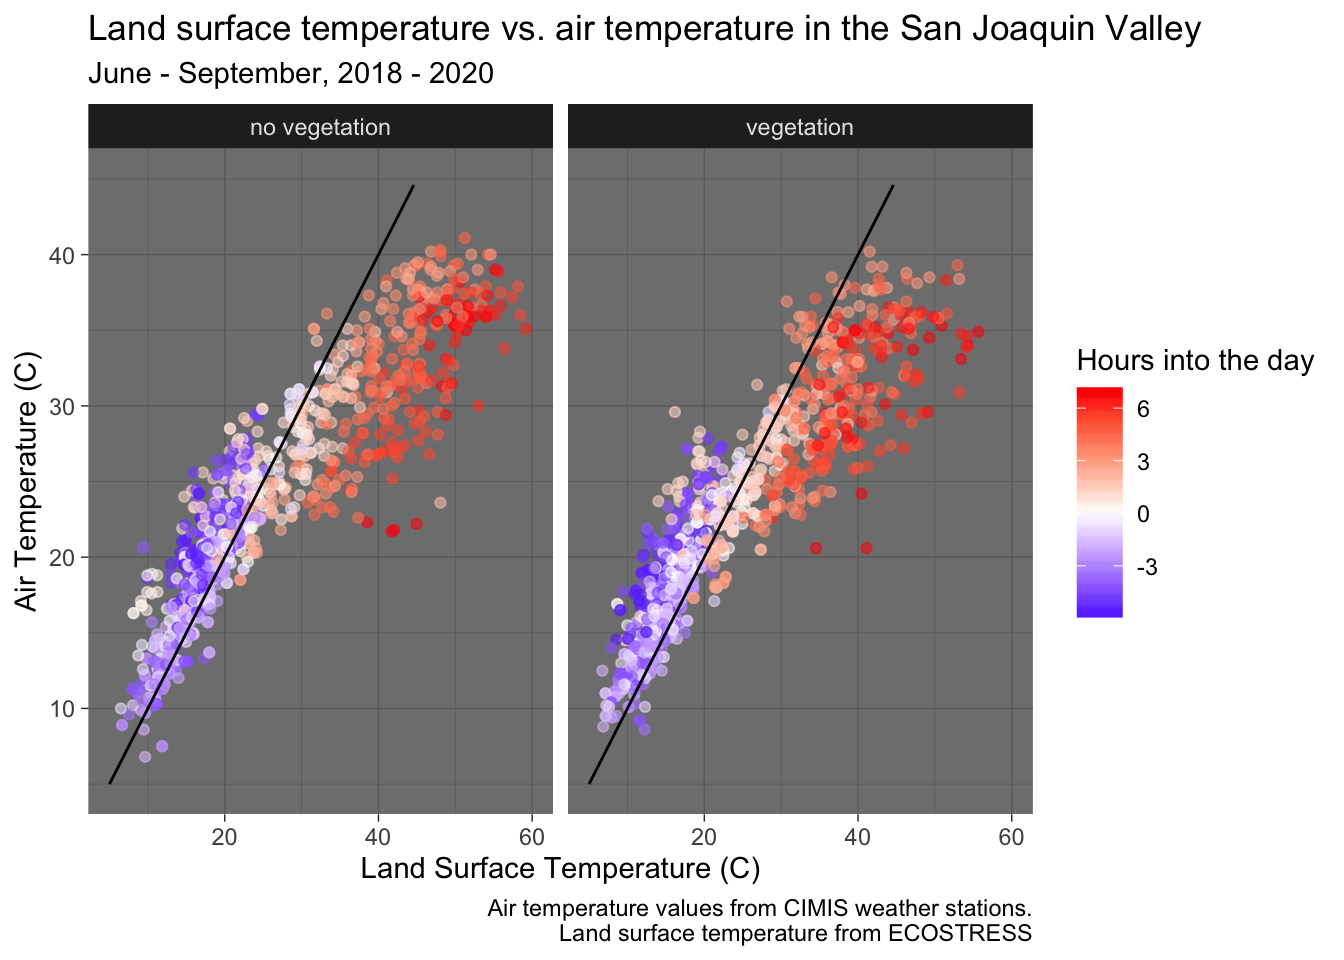 Land surface temperature vs. air temperature in the San Joaquin Valley
June - September, 2018 - 2020
no vegetation
vegetation
Air Temperature (C)
40
30
20
10
20
40
60
20
40
60
Land Surface Temperature (C)
Hours into the day
6
3
0
-3
Air temperature values from CIMIS weather stations.
Land surface temperature from ECOSTRESS